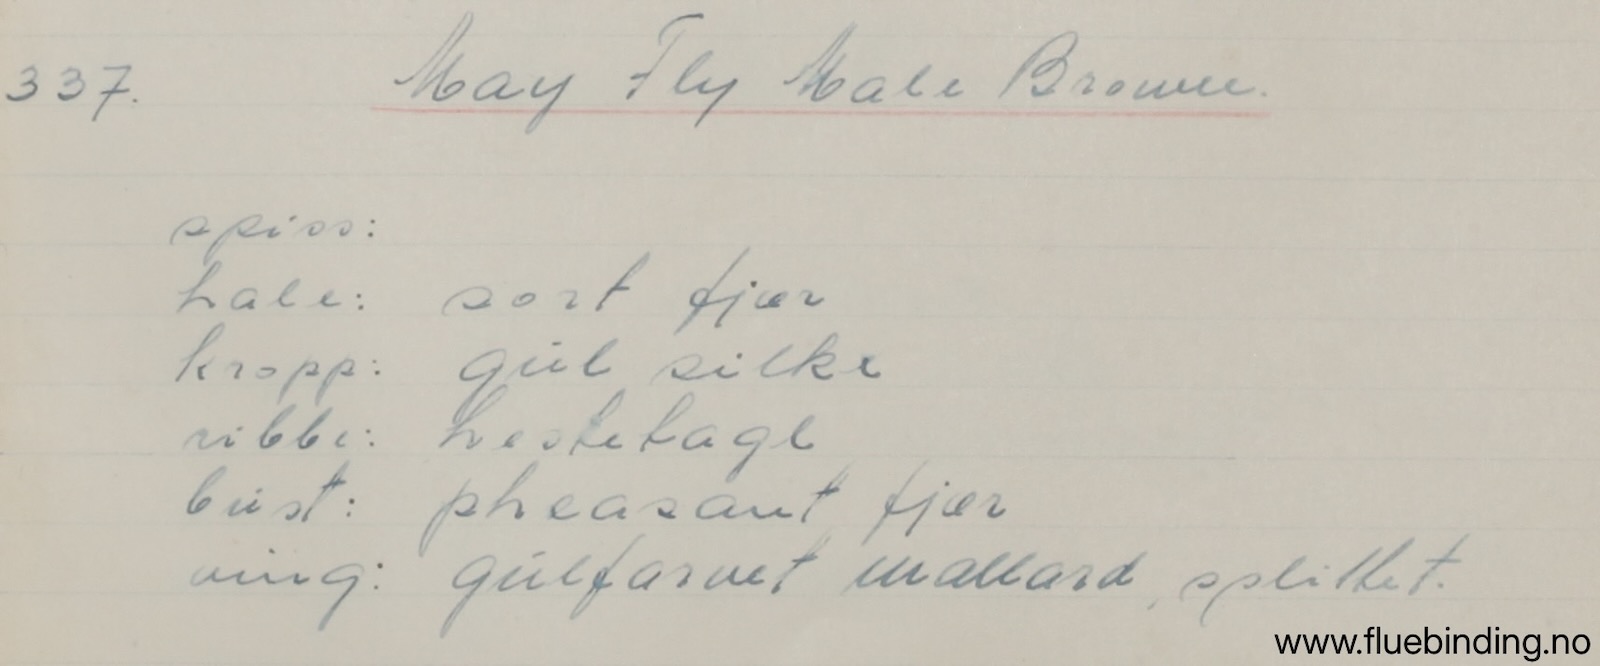 337. May Fly Male Brown.
spiss:
hale: sort fjær
kropp: gul silke
ribbe: hestetagl
bust: pheasant fjær
ving: gulfarvet mallard, splittet.
www.fluebinding.no